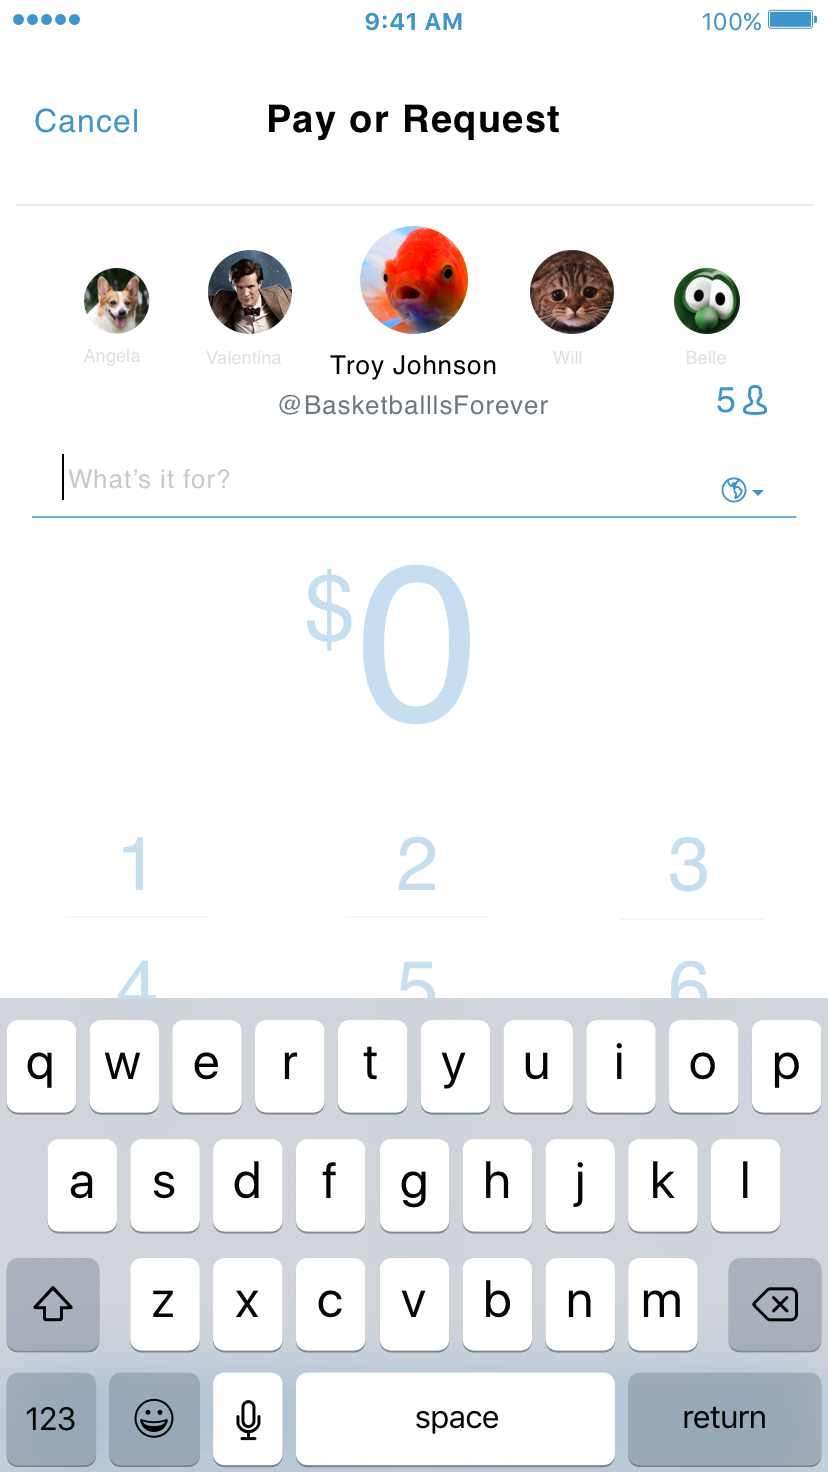 9:41 AM 100%
Cancel Pay or Request
Angela Valentina Troy Johnson Will Belle
@BasketballIsForever 5
What's it for?
$0
1 2 3
4 5 6
q w e r t y u i o p
a s d f g h j k l
z x c v b n m
123 space return